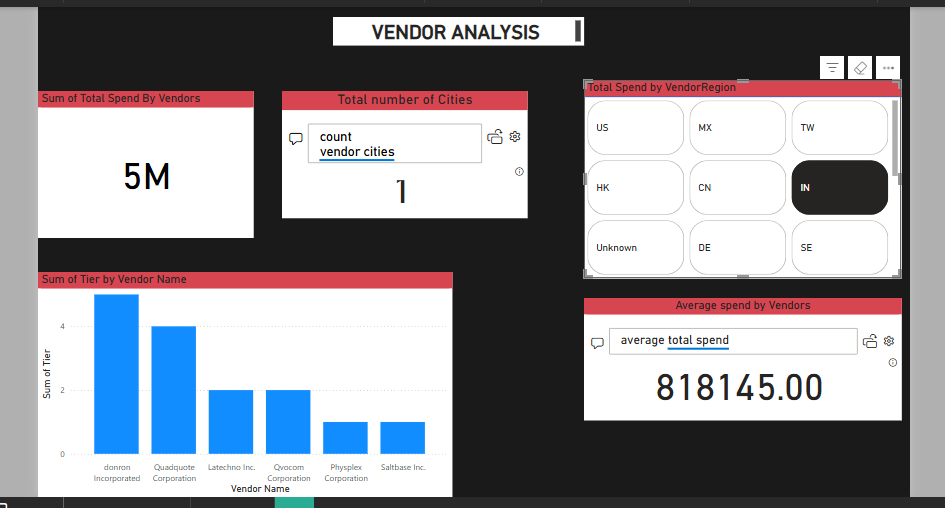 VENDOR ANALYSIS
Sum of Total Spend By Vendors
5M
Total number of Cities
count
vendor cities
1
Total Spend by VendorRegion
US
MX
TW
HK
CN
IN
Unknown
DE
SE
Sum of Tier by Vendor Name
Sum of Tier
4
2
0
donron
Incorporated
Quadquote
Corporation
Latechno Inc.
Qvocom
Corporation
Physplex
Corporation
Saltbase Inc.
Vendor Name
Average spend by Vendors
average total spend
818145.00